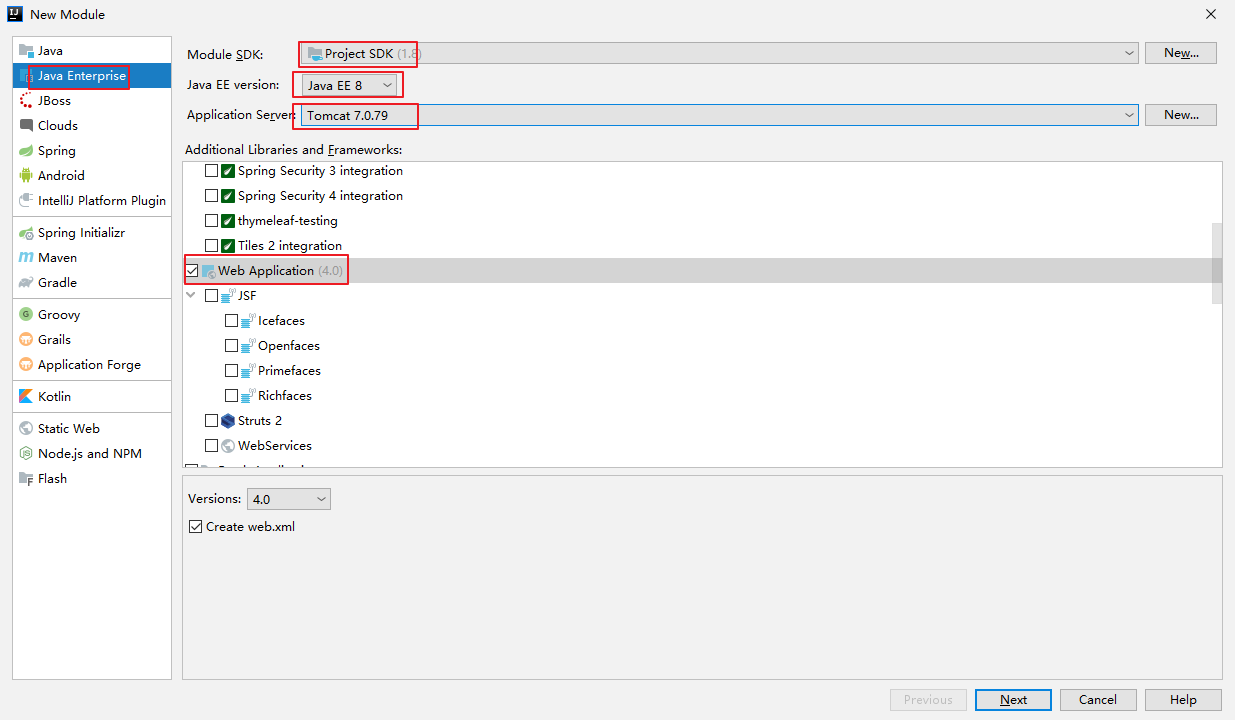 New Module
Java
Java Enterprise
JBoss
Clouds
Spring
Android
IntelliJ Platform Plugin
Spring Initializr
Maven
Gradle
Groovy
Grails
Application Forge
Kotlin
Static Web
Node.js and NPM
Flash
Module SDK: Project SDK (1.8) New...
Java EE version: Java EE 8
Application Server: Tomcat 7.0.79 New...
Additional Libraries and Frameworks:
Spring Security 3 integration
Spring Security 4 integration
thymeleaf-testing
Tiles 2 integration
Web Application (4.0)
JSF
Icefaces
Openfaces
Primefaces
Richfaces
Struts 2
WebServices
Versions: 4.0
Create web.xml
Previous Next Cancel Help